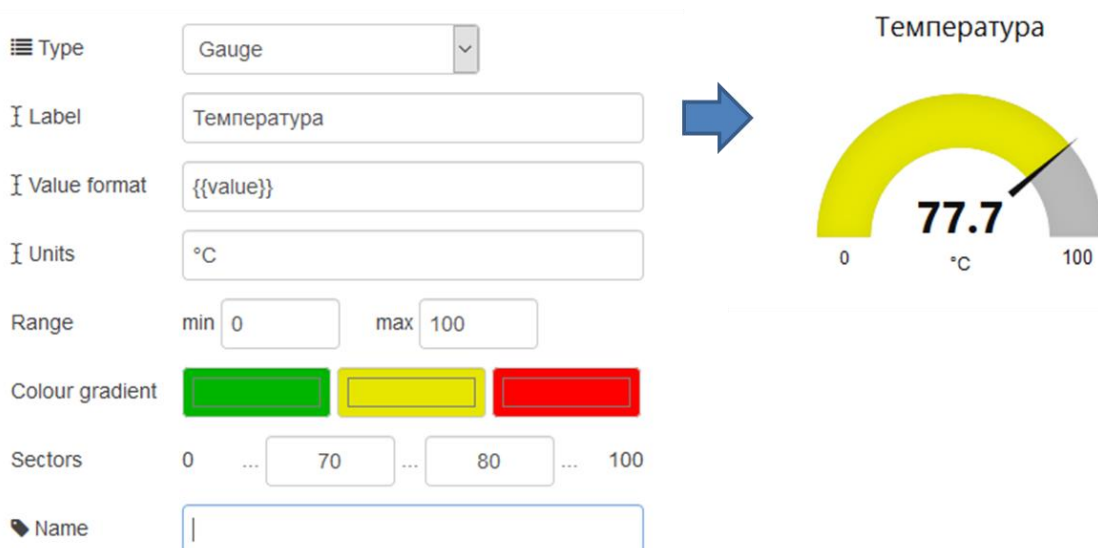 Type Gauge
Label Температура
Value format {{value}}
Units °C
Range min 0 max 100
Colour gradient
Sectors 0 ... 70 ... 80 ... 100
Name
Температура
77.7
0 °C 100